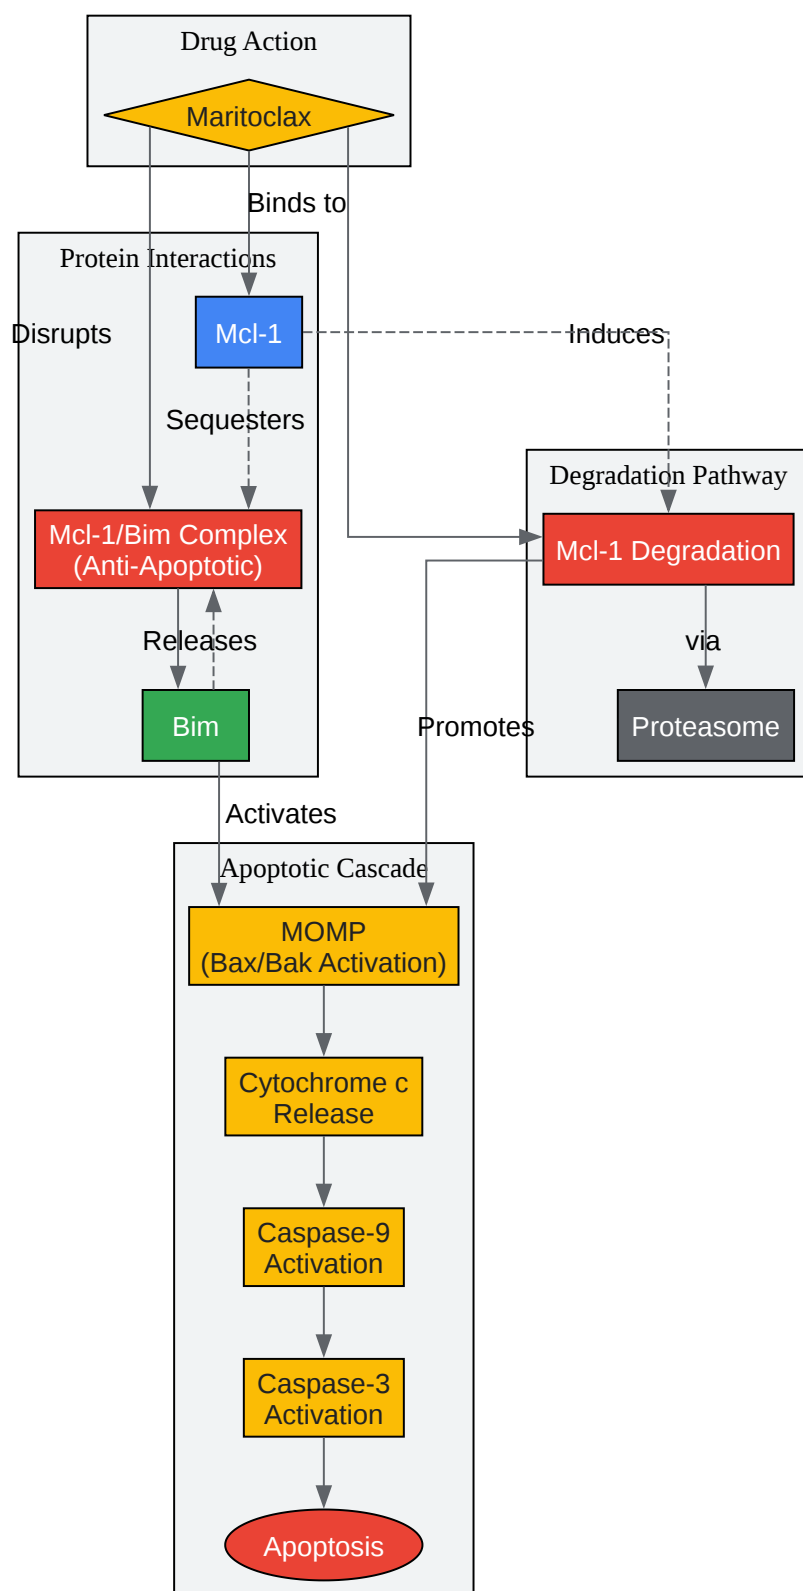 Drug Action
Maritoclax
Binds to
Protein Interactions
Disrupts
Mcl-1
Induces
Sequesters
Degradation Pathway
Mcl-1/Bim Complex
(Anti-Apoptotic)
Mcl-1 Degradation
Releases
via
Bim
Promotes
Proteasome
Activates
Apoptotic Cascade
MOMP
(Bax/Bak Activation)
Cytochrome c
Release
Caspase-9
Activation
Caspase-3
Activation
Apoptosis